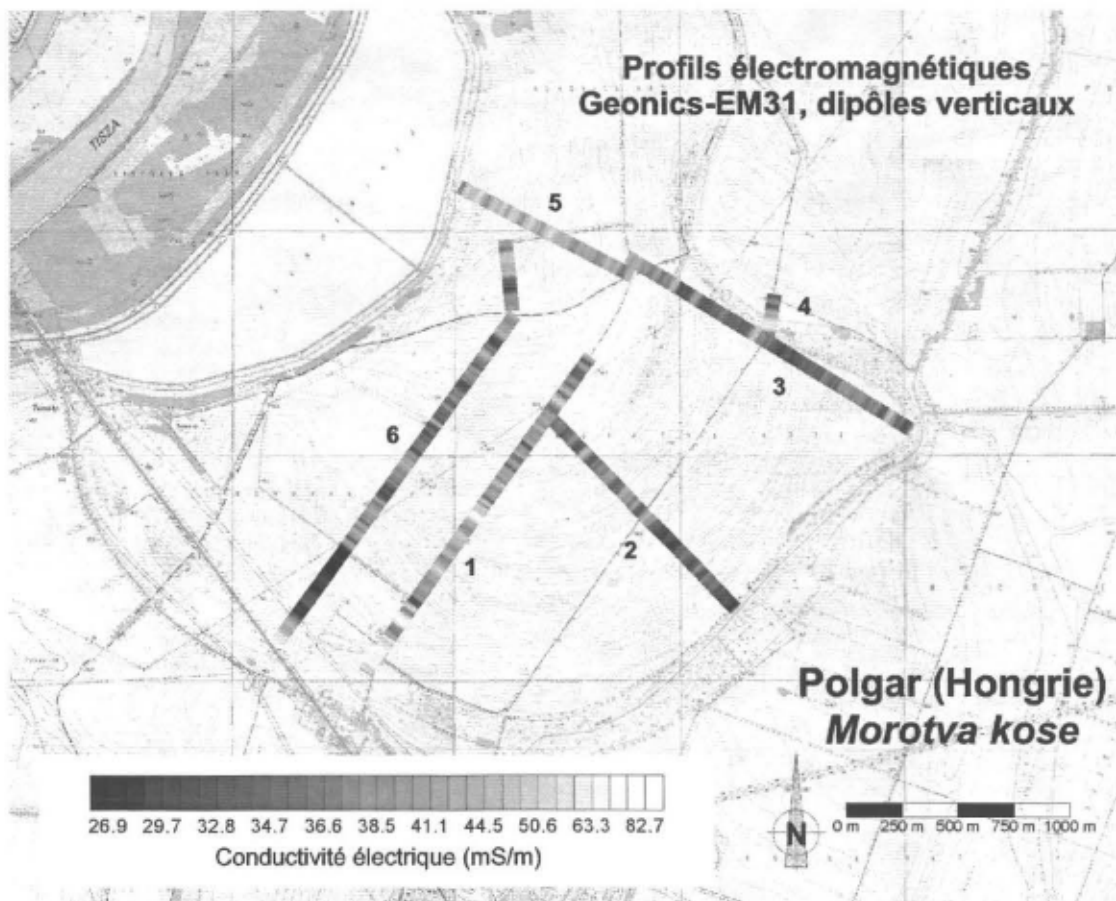 Profils électromagnétiques
Geonics-EM31, dipôles verticaux
TISZA
5
4
3
6
2
1
Polgar (Hongrie)
Morotva kose
26.9 29.7 32.8 34.7 36.6 38.5 41.1 44.5 50.6 63.3 82.7
Conductivité électrique (mS/m)
N
0 m 250 m 500 m 750 m 1000 m